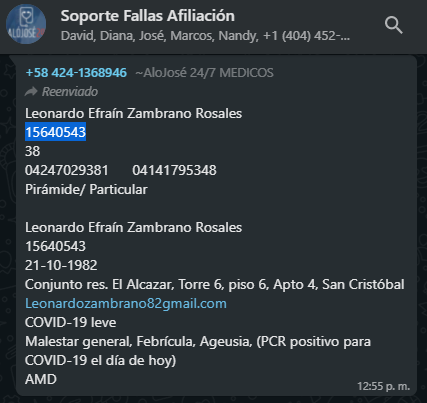 Soporte Fallas Afiliación
David, Diana, José, Marcos, Nandy, +1 (404) 452-...
ALÓJOSÉ
+58 424-1368946 ~AloJosé 24/7 MEDICOS
Reenviado
Leonardo Efraín Zambrano Rosales
15640543
38
04247029381 04141795348
Pirámide/ Particular
Leonardo Efraín Zambrano Rosales
15640543
21-10-1982
Conjunto res. El Alcazar, Torre 6, piso 6, Apto 4, San Cristóbal
Leonardozambrano82gmail.com
COVID-19 leve
Malestar general, Febrícula, Ageusia, (PCR positivo para
COVID-19 el día de hoy)
AMD
12:55 p. m.